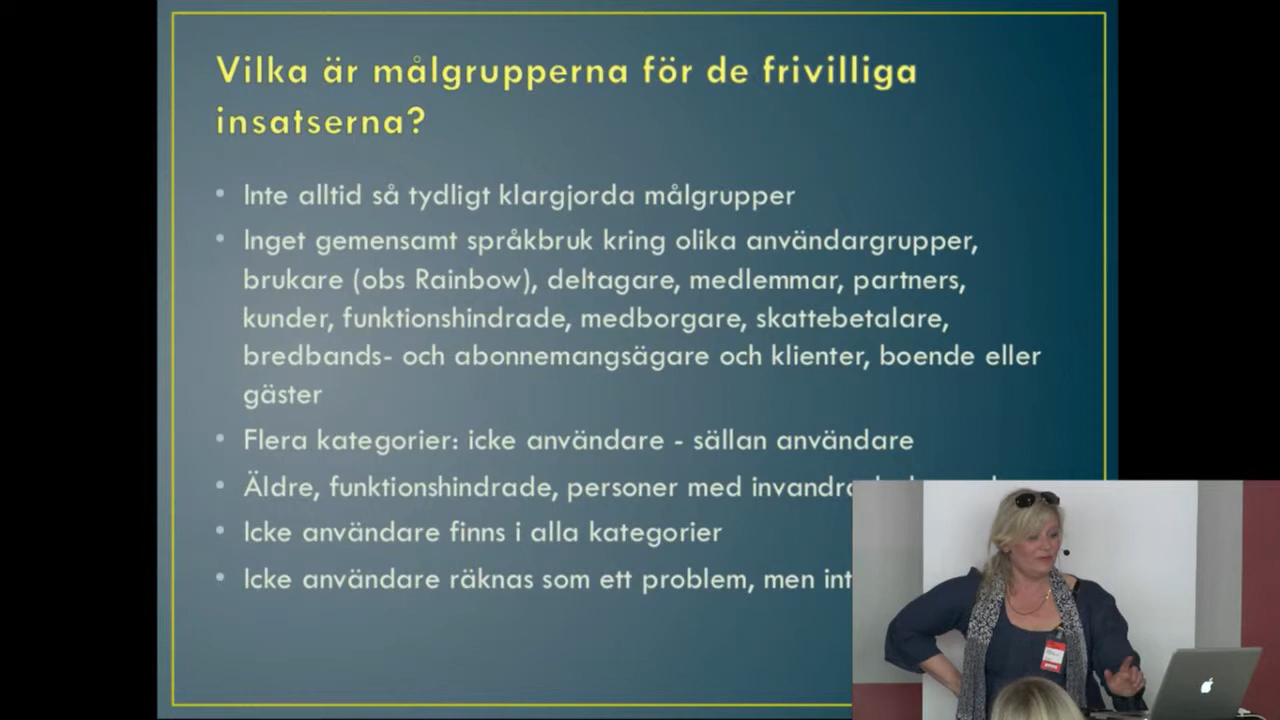 Vilka är målgrupperna för de frivilliga
insatserna?
• Inte alltid så tydligt klargjorda målgrupper
• Inget gemensamt språkbruk kring olika användargrupper,
brukare (obs Rainbow), deltagare, medlemmar, partners,
kunder, funktionshindrade, medborgare, skattebetalare,
bredbands- och abonnemangsägare och klienter, boende eller
gäster
• Flera kategorier: icke användare - sällan användare
• Äldre, funktionshindrade, personer med
• Icke användare finns i alla kategorier
• Icke användare räknas som ett problem, men